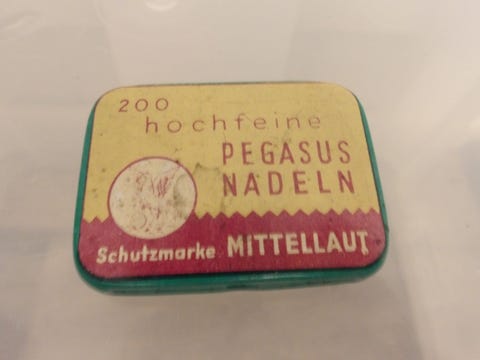 200
hochfeine
PEGASUS
NADELN
Schutzmarke MITTELLAUT